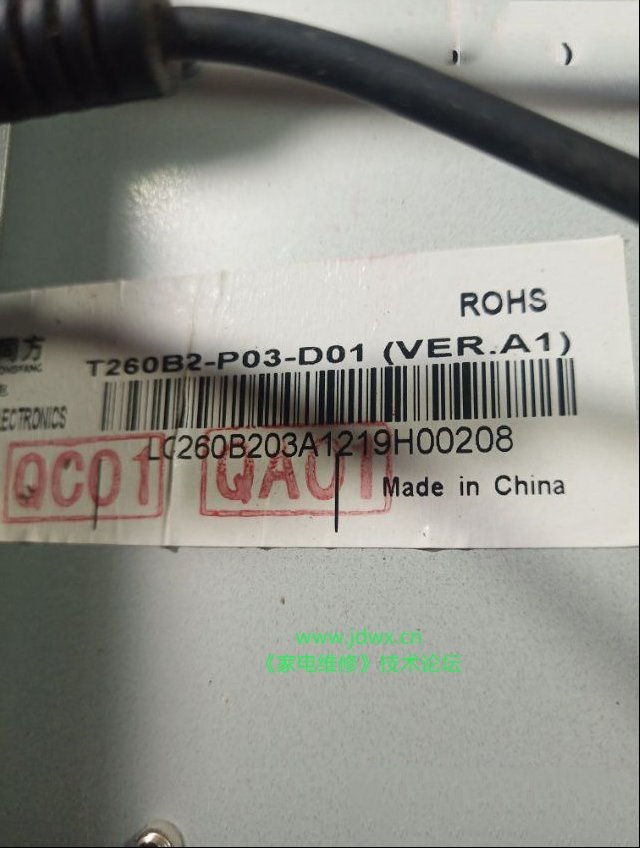 ROHS
同方
T260B2-P03-D01 (VER.A1)
ELECTRONICS
LC260B203A1219H00208
QC01
QA01
Made in China
www.jdwx.cn
《家电维修》技术论坛